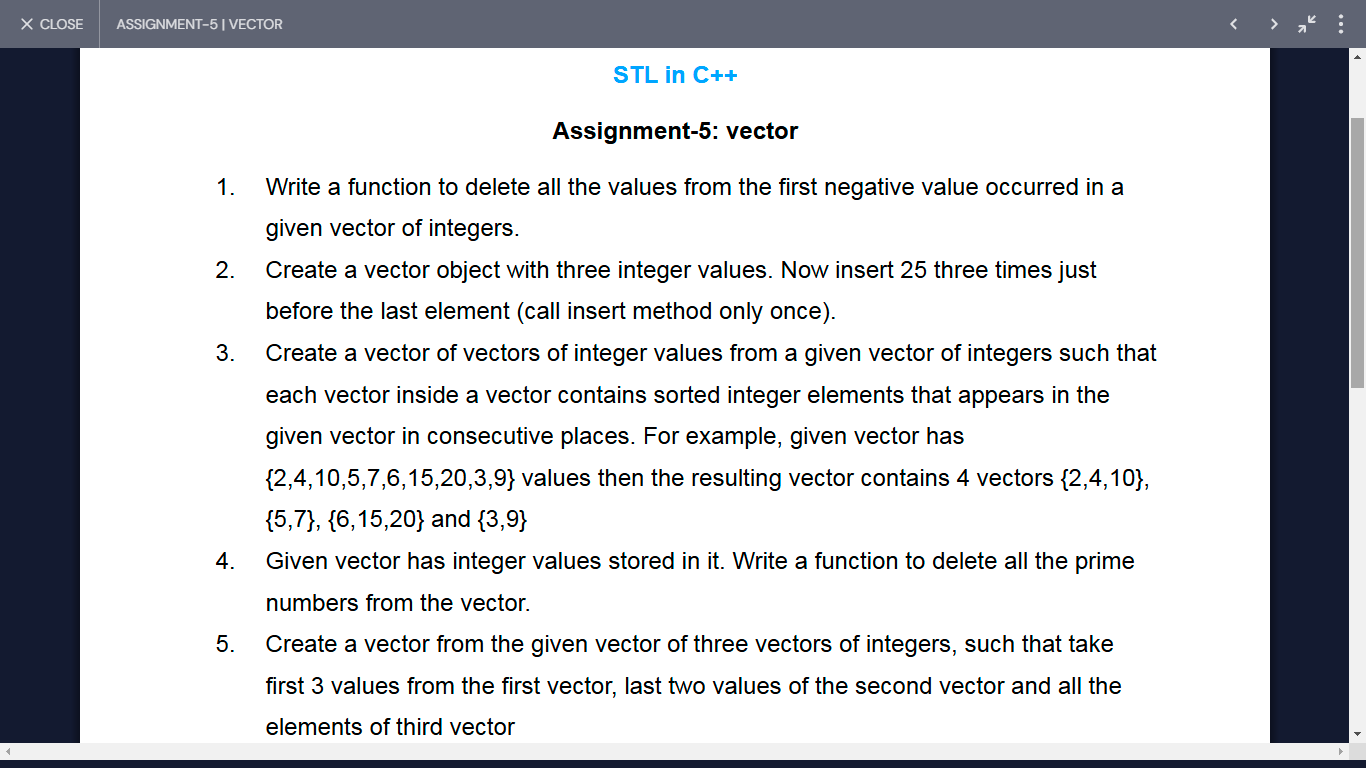 CLOSE
ASSIGNMENT-5 | VECTOR
STL in C++
Assignment-5: vector
1. Write a function to delete all the values from the first negative value occurred in a
given vector of integers.
2. Create a vector object with three integer values. Now insert 25 three times just
before the last element (call insert method only once).
3. Create a vector of vectors of integer values from a given vector of integers such that
each vector inside a vector contains sorted integer elements that appears in the
given vector in consecutive places. For example, given vector has
{2,4,10,5,7,6,15,20,3,9} values then the resulting vector contains 4 vectors {2,4,10},
{5,7}, {6,15,20} and {3,9}
4. Given vector has integer values stored in it. Write a function to delete all the prime
numbers from the vector.
5. Create a vector from the given vector of three vectors of integers, such that take
first 3 values from the first vector, last two values of the second vector and all the
elements of third vector